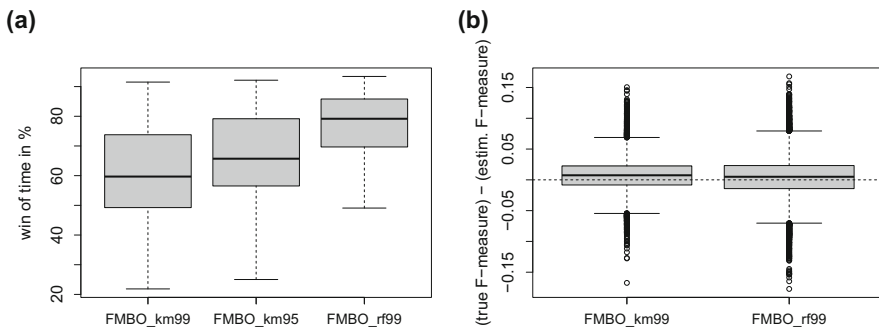 (a)
win of time in %
80
60
40
20
FMBO_km99 FMBO_km95 FMBO_rf99
(b)
(true F−measure) − (estim. F−measure)
0.15
0.05
−0.05
−0.15
FMBO_km99 FMBO_rf99